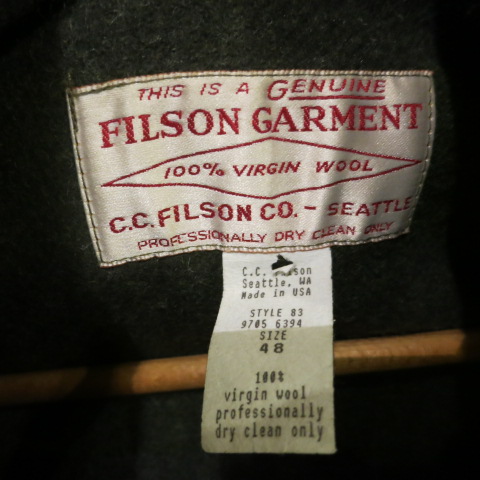 THIS IS A GENUINE
FILSON GARMENT
100% VIRGIN WOOL
C.C. FILSON CO. - SEATTLE
PROFESSIONALLY DRY CLEAN ONLY
C.C.
Seattle, WA
Made in USA
STYLE 83
9705 6394
SIZE
48
100%
virgin wool
professionally
dry clean only